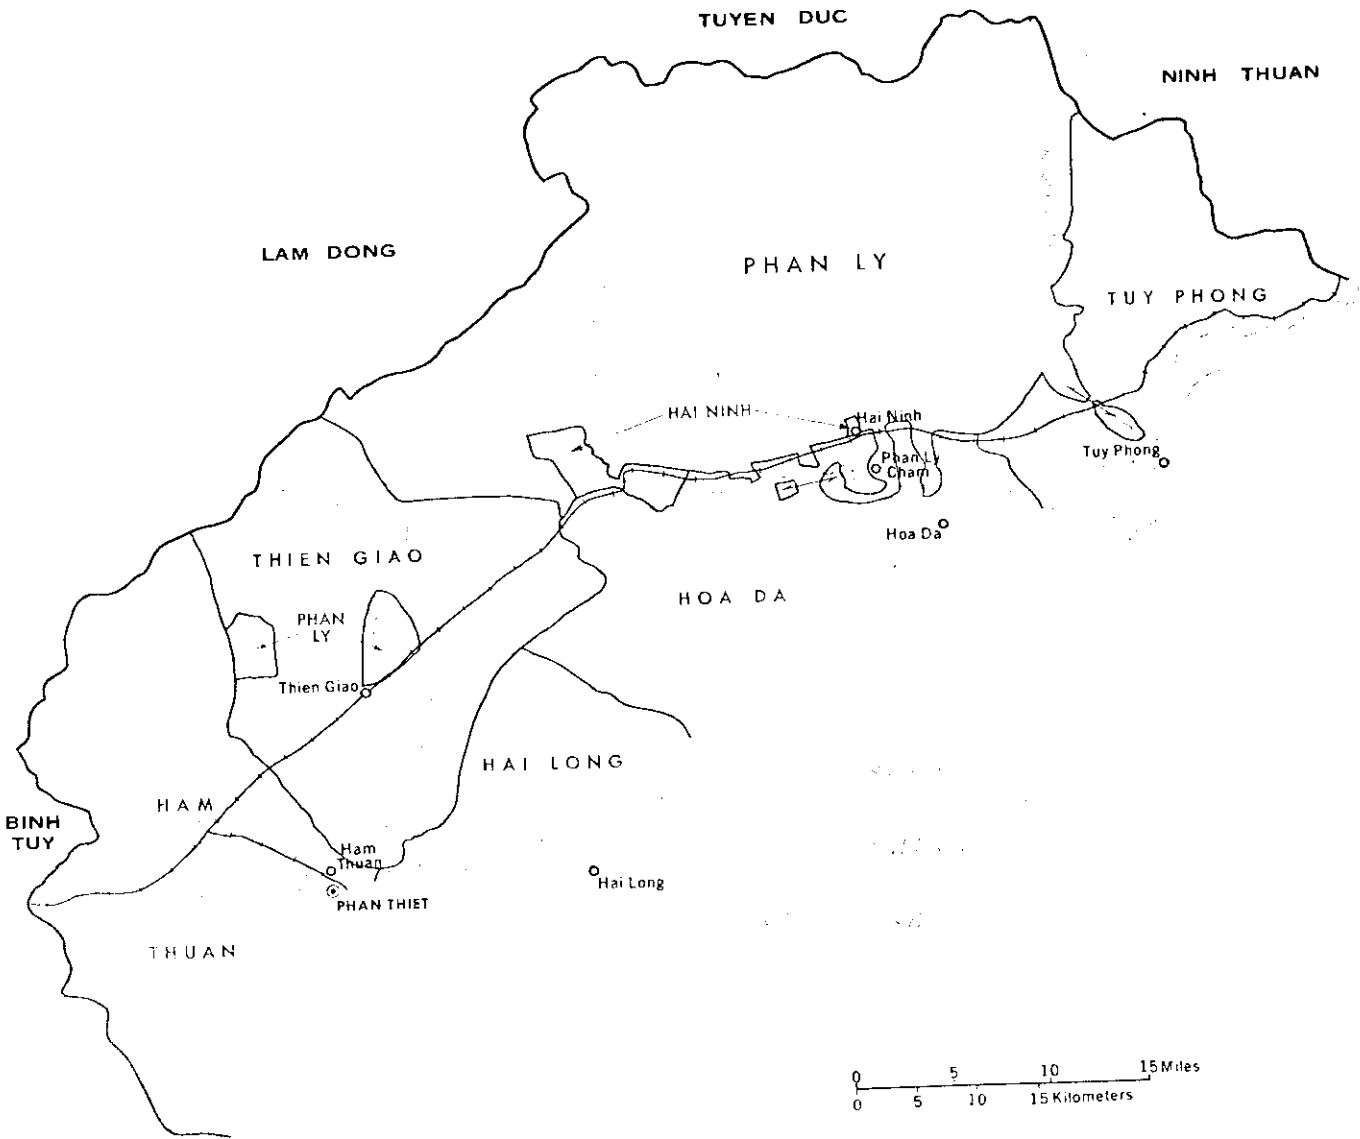 TUYEN DUC
NINH THUAN
LAM DONG
PHAN LY
TUY PHONG
HAI NINH
Hai Ninh
Tuy Phong
Phan Ly
Cham
Hoa Da
THIEN GIAO
HOA DA
PHAN
LY
Thien Giao
HAI LONG
HAM
BINH
TUY
Ham
Thuan
Hai Long
PHAN THIET
THUAN
0 5 10 15 Miles
0 5 10 15 Kilometers